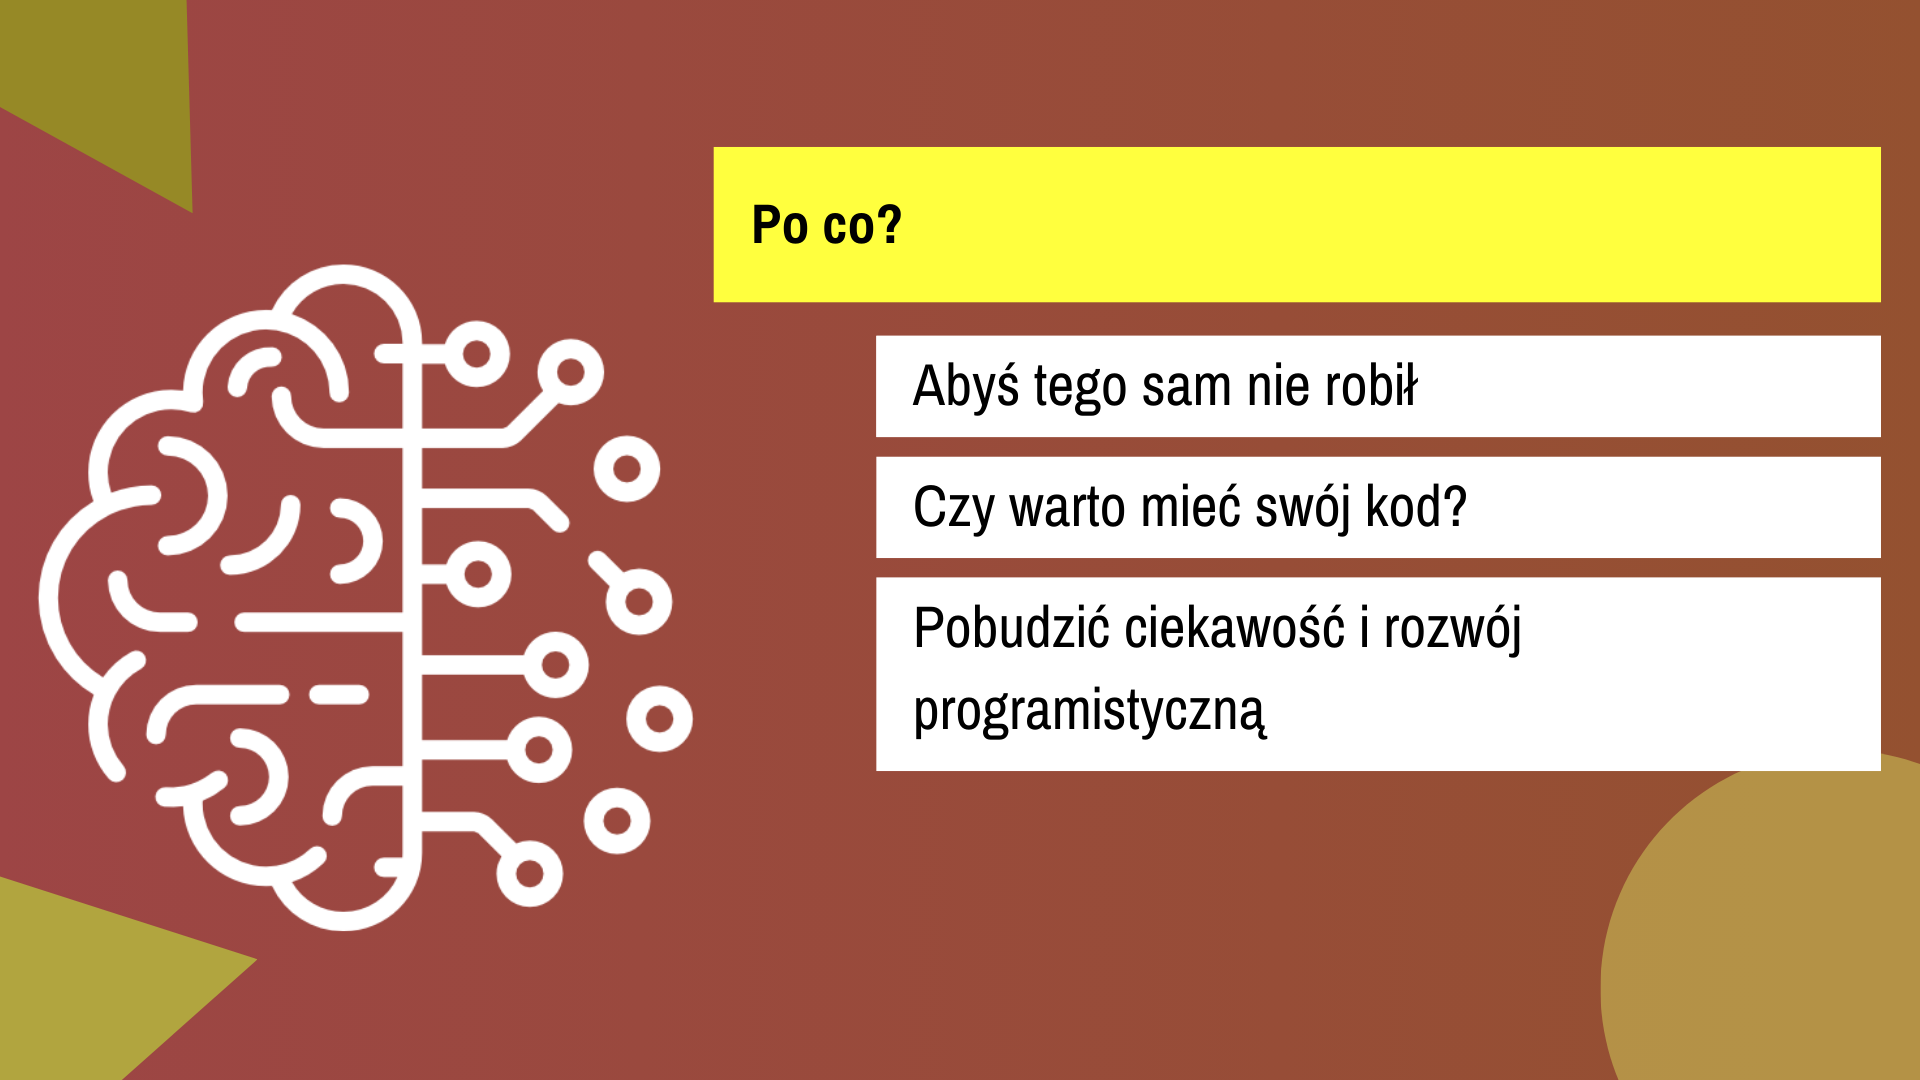 Po co?
Abyś tego sam nie robił
Czy warto mieć swój kod?
Pobudzić ciekawość i rozwój
programistyczną